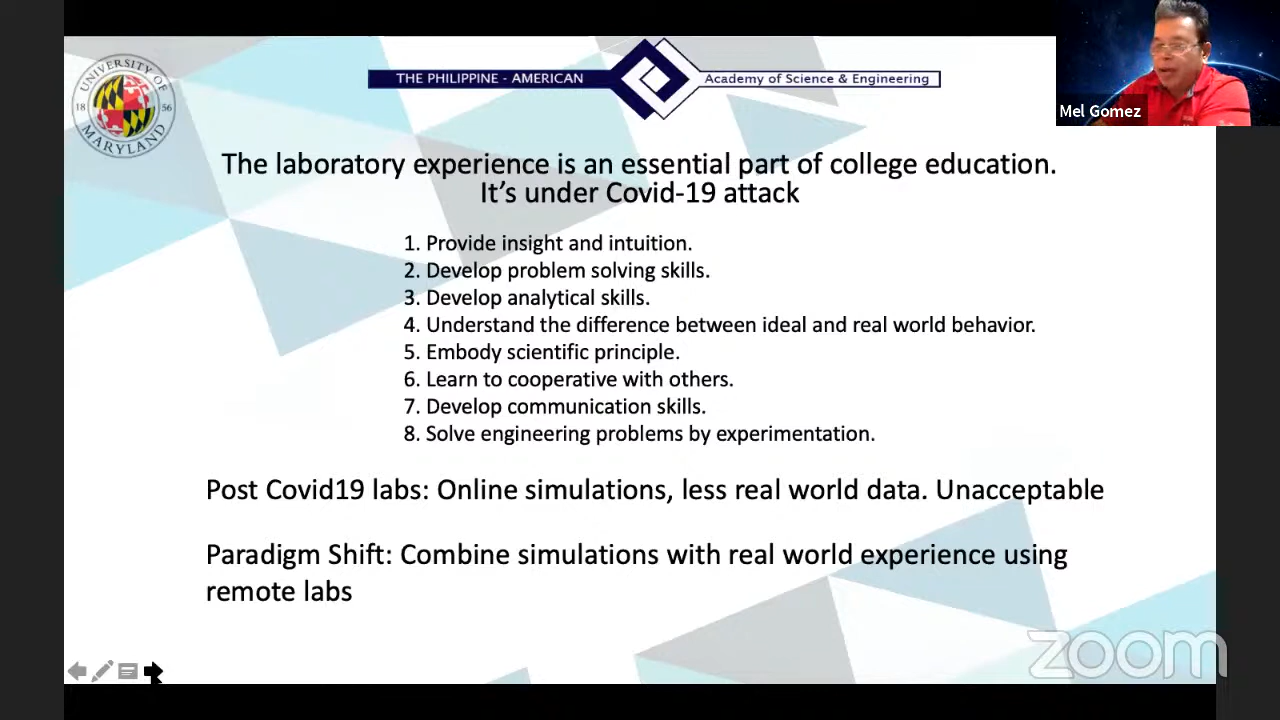 UNIVERSITY OF
18 56
MARYLAND
THE PHILIPPINE - AMERICAN
Academy of Science & Engineering
Mel Gomez
The laboratory experience is an essential part of college education.
It’s under Covid-19 attack
1. Provide insight and intuition.
2. Develop problem solving skills.
3. Develop analytical skills.
4. Understand the difference between ideal and real world behavior.
5. Embody scientific principle.
6. Learn to cooperative with others.
7. Develop communication skills.
8. Solve engineering problems by experimentation.
Post Covid19 labs: Online simulations, less real world data. Unacceptable
Paradigm Shift: Combine simulations with real world experience using
remote labs
zoom